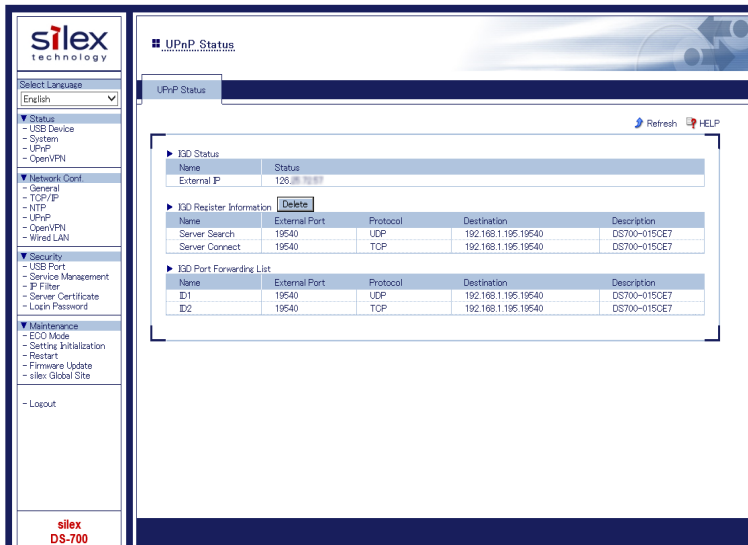 silex
technology
Select Language
English
▼ Status
- USB Device
- System
- UPnP
- OpenVPN
▼ Network Conf.
- General
- TCP/IP
- NTP
- UPnP
- OpenVPN
- Wired LAN
▼ Security
- USB Port
- Service Management
- IP Filter
- Server Certificate
- Login Password
▼ Maintenance
- ECO Mode
- Setting Initialization
- Restart
- Firmware Update
- silex Global Site
- Logout
silex
DS-700
UPnP Status
UPnP Status
Refresh HELP
▶ IGD Status
Name Status
External IP 126.
▶ IGD Register Information Delete
Name External Port Protocol Destination Description
Server Search 19540 UDP 192.168.1.195.19540 DS700-015CE7
Server Connect 19540 TCP 192.168.1.195.19540 DS700-015CE7
▶ IGD Port Forwarding List
Name External Port Protocol Destination Description
ID1 19540 UDP 192.168.1.195.19540 DS700-015CE7
ID2 19540 TCP 192.168.1.195.19540 DS700-015CE7